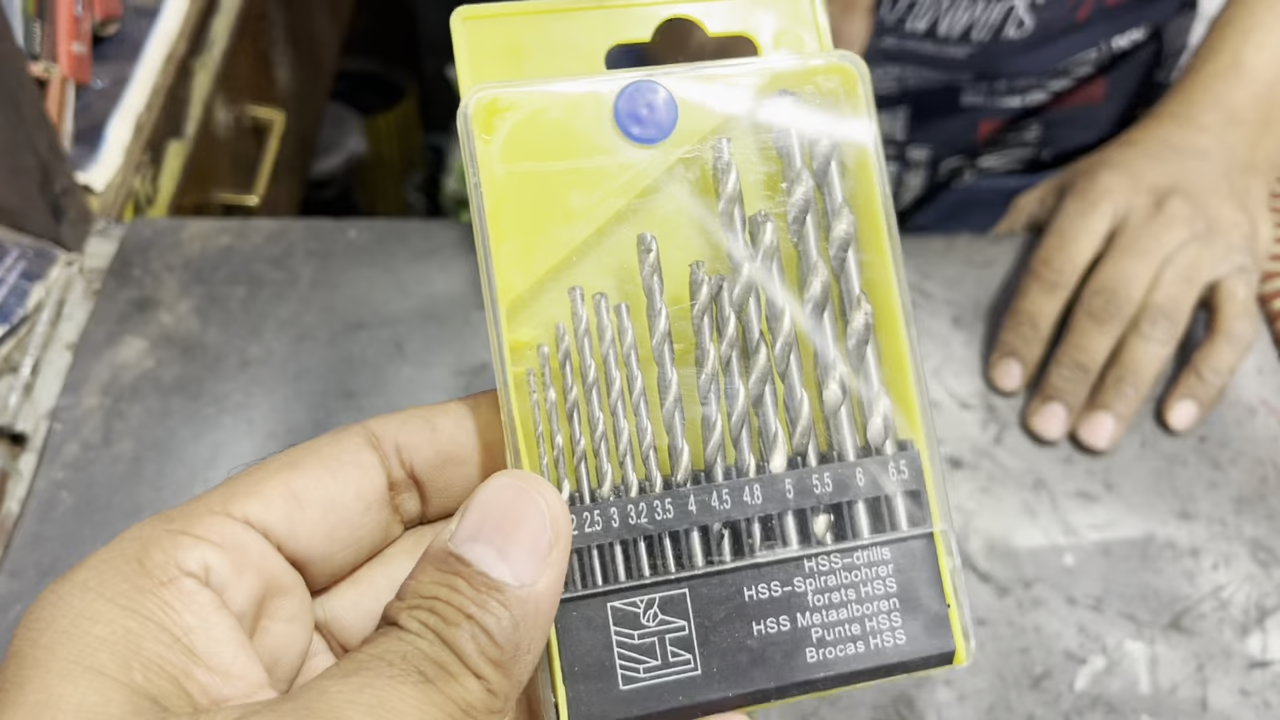 2 2.5 3 3.2 3.5 4 4.5 4.8 5 5.5 6 6.5
HSS-drills
HSS-Spiralbohrer
forets HSS
HSS Metaalboren
Punte HSS
Brocas HSS